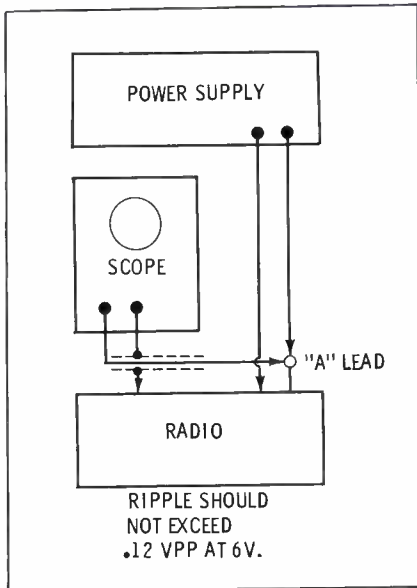 POWER SUPPLY
SCOPE
"A" LEAD
RADIO
RIPPLE SHOULD
NOT EXCEED
.12 VPP AT 6V.